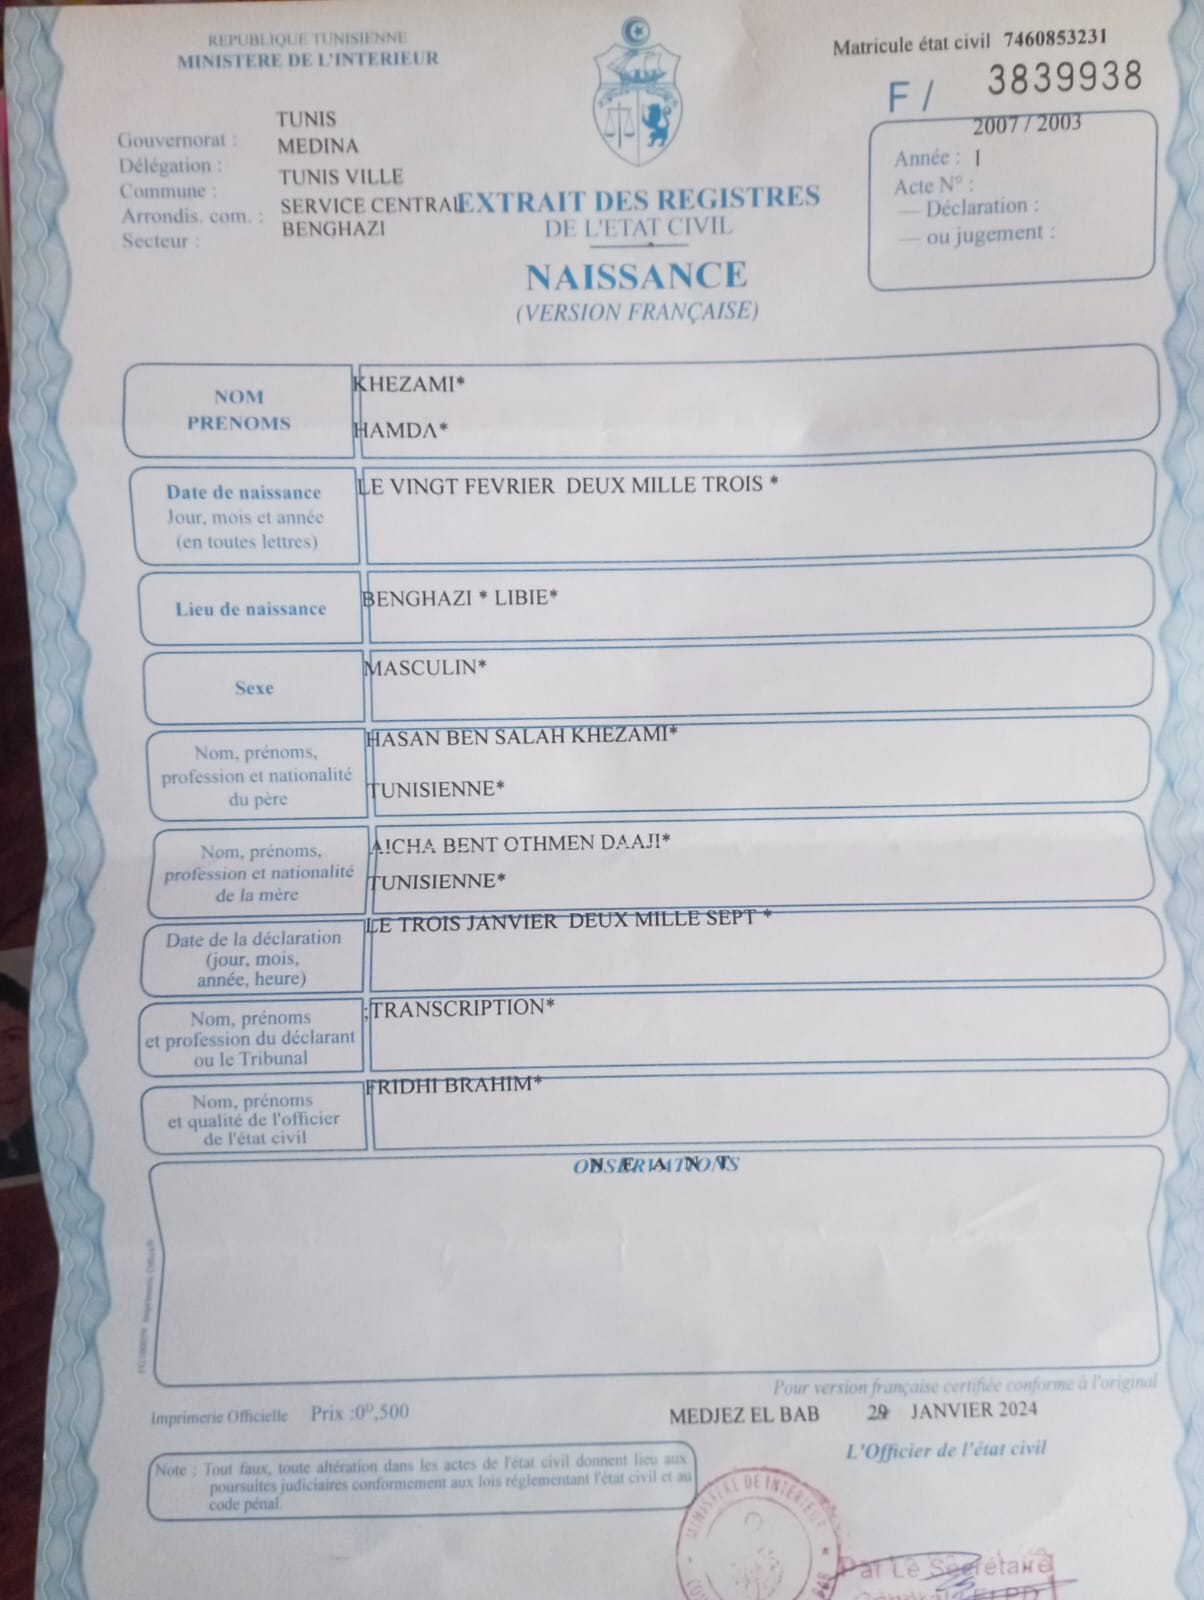 REPUBLIQUE TUNISIENNE
MINISTERE DE L'INTERIEUR
Matricule état civil 7460853231
F / 3839938
Gouvernorat : TUNIS
Délégation : MEDINA
Commune : TUNIS VILLE
Arrondis. com. : SERVICE CENTRAL
Secteur : BENGHAZI
2007 / 2003
Année : 1
Acte N° :
— Déclaration :
— ou jugement :
EXTRAIT DES REGISTRES
DE L'ETAT CIVIL
NAISSANCE
(VERSION FRANÇAISE)
NOM KHEZAMI*
PRENOMS HAMDA*
Date de naissance LE VINGT FEVRIER DEUX MILLE TROIS *
Jour, mois et année
(en toutes lettres)
Lieu de naissance BENGHAZI * LIBIE*
Sexe MASCULIN*
Nom, prénoms, HASAN BEN SALAH KHEZAMI*
profession et nationalité
du père TUNISIENNE*
Nom, prénoms, AICHA BENT OTHMEN DAAJI*
profession et nationalité
de la mère TUNISIENNE*
Date de la déclaration LE TROIS JANVIER DEUX MILLE SEPT *
(jour, mois,
année, heure)
Nom, prénoms ;TRANSCRIPTION*
et profession du déclarant
ou le Tribunal
Nom, prénoms FRIDHI BRAHIM*
et qualité de l'officier
de l'état civil
OBSERVATIONS
N E A N T
Pour version française certifiée conforme à l'original
Imprimerie Officielle Prix :0ᴰ,500
MEDJEZ EL BAB 29 JANVIER 2024
L'Officier de l'état civil
Note : Tout faux, toute altération dans les actes de l'état civil donnent lieu aux
poursuites judiciaires conformement aux lois réglementant l'état civil et au
code pénal.
MINISTERE DE INTERIEUR
Par Le Secrétaire